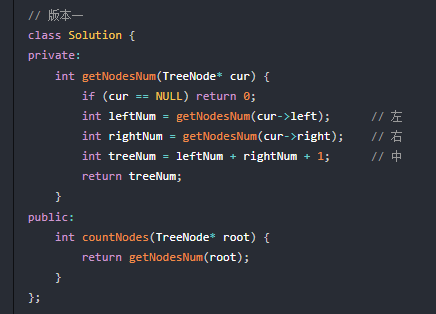 // 版本一
class Solution {
private:
    int getNodesNum(TreeNode* cur) {
        if (cur == NULL) return 0;
        int leftNum = getNodesNum(cur->left);      // 左
        int rightNum = getNodesNum(cur->right);    // 右
        int treeNum = leftNum + rightNum + 1;      // 中
        return treeNum;
    }
public:
    int countNodes(TreeNode* root) {
        return getNodesNum(root);
    }
};